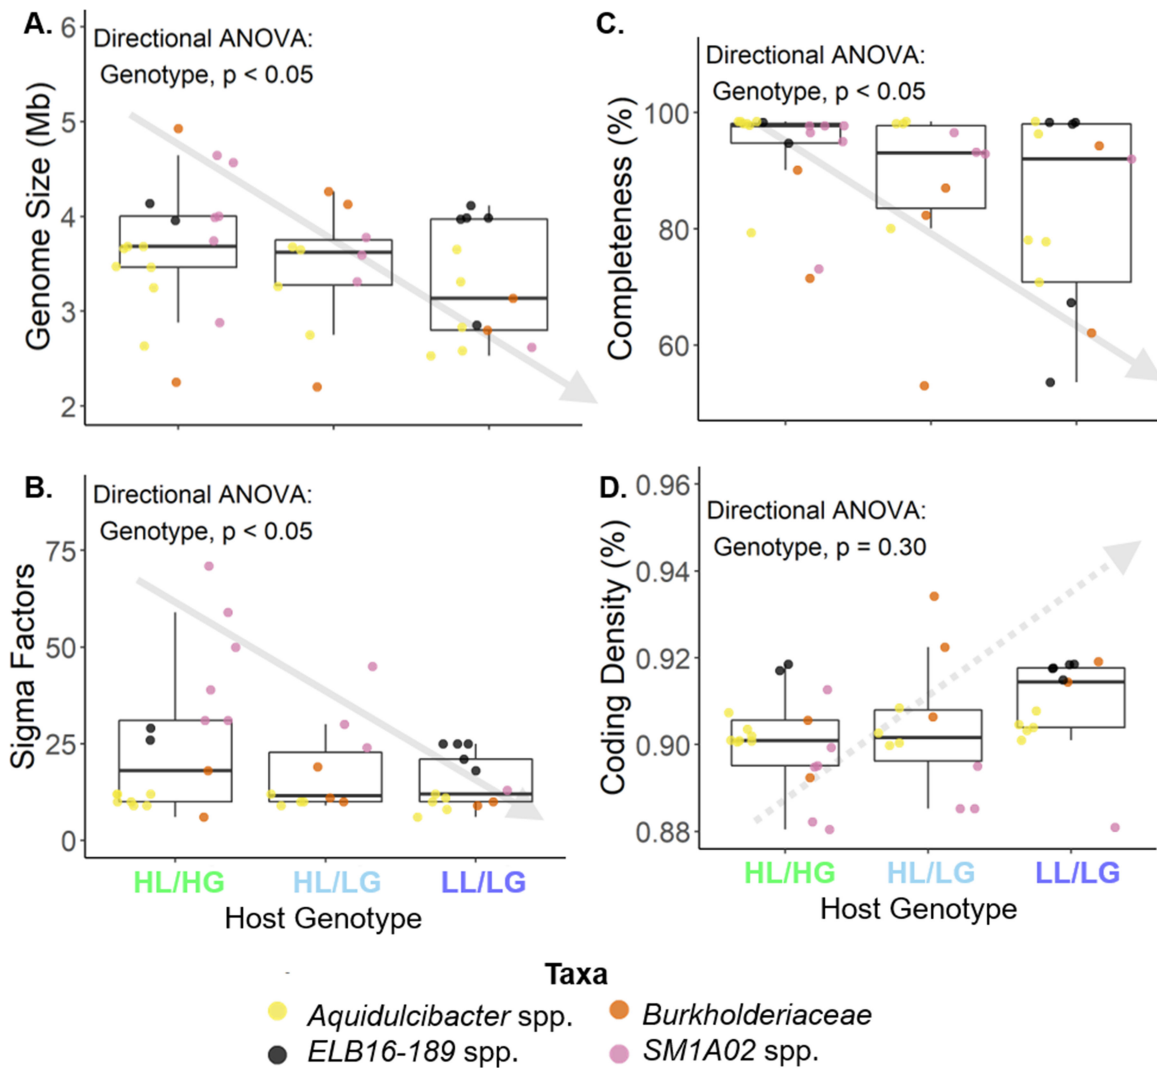 A.
Directional ANOVA:
Genotype, p < 0.05
Genome Size (Mb)
6
5
4
3
2
C.
Directional ANOVA:
Genotype, p < 0.05
Completeness (%)
100
80
60
B.
Directional ANOVA:
Genotype, p < 0.05
Sigma Factors
75
50
25
0
HL/HG HL/LG LL/LG
Host Genotype
D.
Directional ANOVA:
Genotype, p = 0.30
Coding Density (%)
0.96
0.94
0.92
0.90
0.88
HL/HG HL/LG LL/LG
Host Genotype
Taxa
Aquidulcibacter spp.
Burkholderiaceae
ELB16-189 spp.
SM1A02 spp.